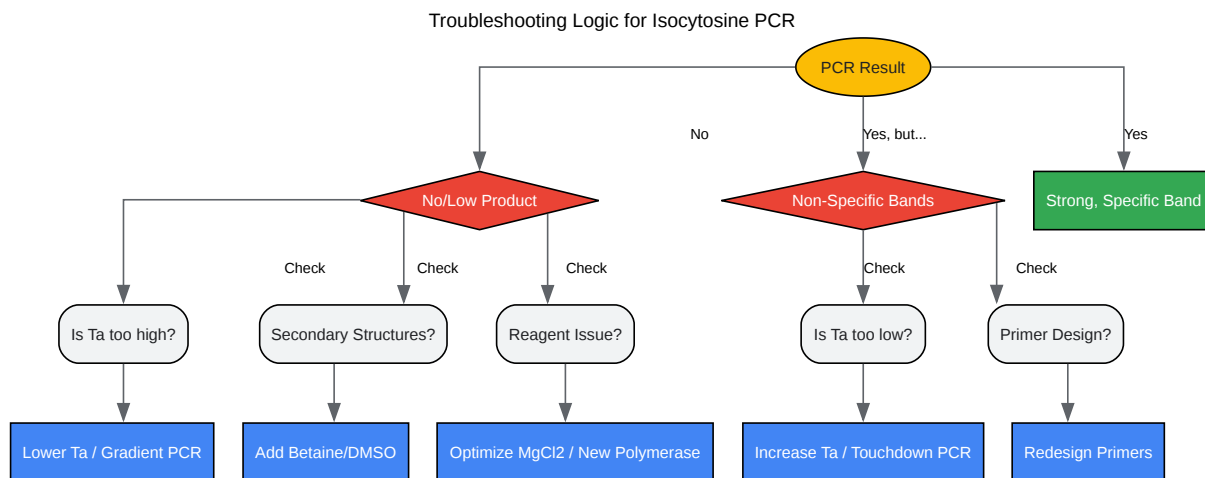 Troubleshooting Logic for Isocytosine PCR
PCR Result
No
Yes, but...
Yes
No/Low Product
Non-Specific Bands
Strong, Specific Band
Check
Check
Check
Check
Check
Is Ta too high?
Secondary Structures?
Reagent Issue?
Is Ta too low?
Primer Design?
Lower Ta / Gradient PCR
Add Betaine/DMSO
Optimize MgCl2 / New Polymerase
Increase Ta / Touchdown PCR
Redesign Primers